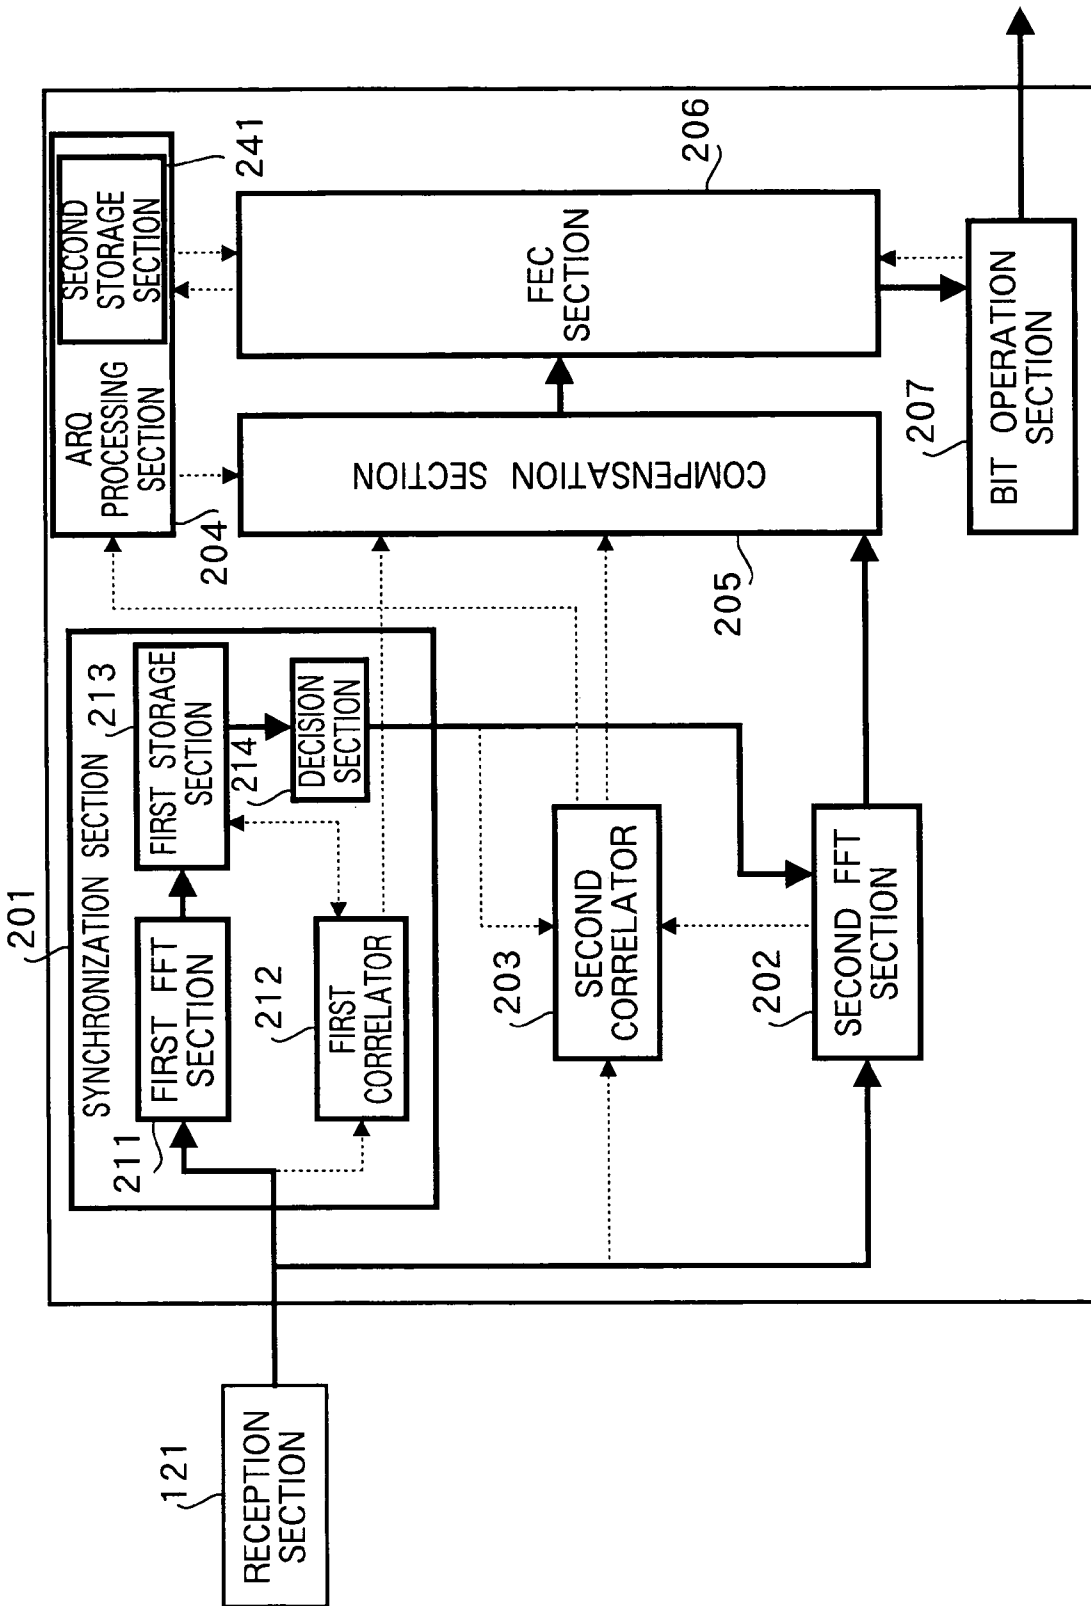 121
RECEPTION
SECTION
201
SYNCHRONIZATION SECTION
211
FIRST FFT
SECTION
213
FIRST STORAGE
SECTION
212
FIRST
CORRELATOR
214
DECISION
SECTION
203
SECOND
CORRELATOR
202
SECOND FFT
SECTION
204
ARQ
PROCESSING
SECTION
SECOND
STORAGE
SECTION
241
205
COMPENSATION SECTION
206
FEC
SECTION
207
BIT OPERATION
SECTION